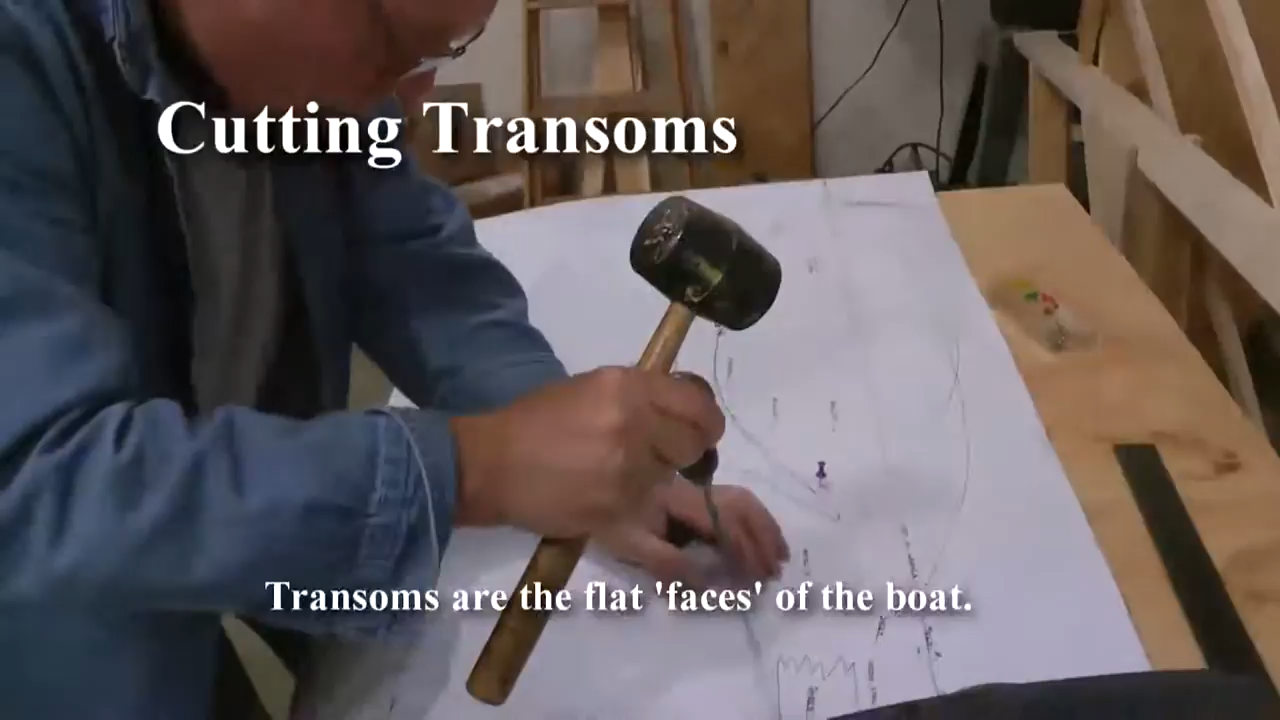 Cutting Transoms
Transoms are the flat 'faces' of the boat.